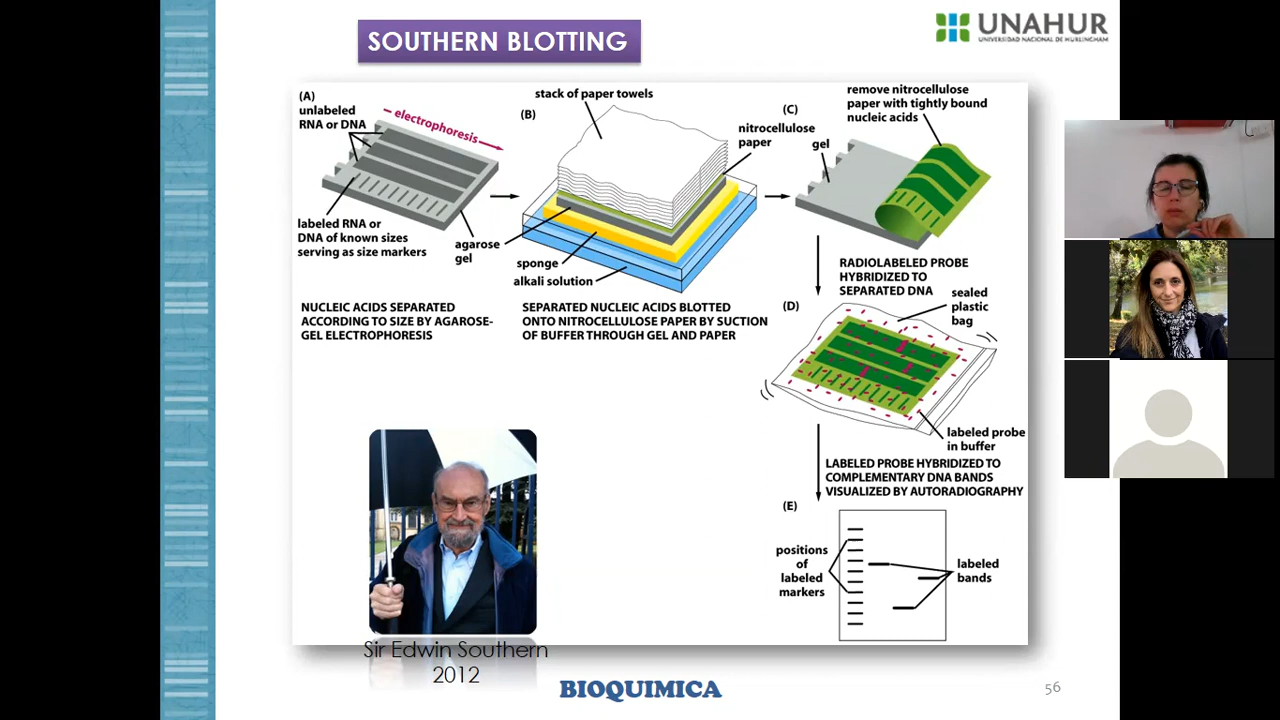 SOUTHERN BLOTTING
UNAHUR
UNIVERSIDAD NACIONAL DE HURLINGHAM
(A)
unlabeled
RNA or DNA
electrophoresis
labeled RNA or
DNA of known sizes
serving as size markers
agarose
gel
NUCLEIC ACIDS SEPARATED
ACCORDING TO SIZE BY AGAROSE-
GEL ELECTROPHORESIS
(B)
stack of paper towels
nitrocellulose
paper
sponge
alkali solution
SEPARATED NUCLEIC ACIDS BLOTTED
ONTO NITROCELLULOSE PAPER BY SUCTION
OF BUFFER THROUGH GEL AND PAPER
(C)
remove nitrocellulose
paper with tightly bound
nucleic acids
gel
RADIOLABELED PROBE
HYBRIDIZED TO
SEPARATED DNA
(D)
sealed
plastic
bag
labeled probe
in buffer
LABELED PROBE HYBRIDIZED TO
COMPLEMENTARY DNA BANDS
VISUALIZED BY AUTORADIOGRAPHY
(E)
positions
of
labeled
markers
labeled
bands
Sir Edwin Southern
2012
BIOQUIMICA
56